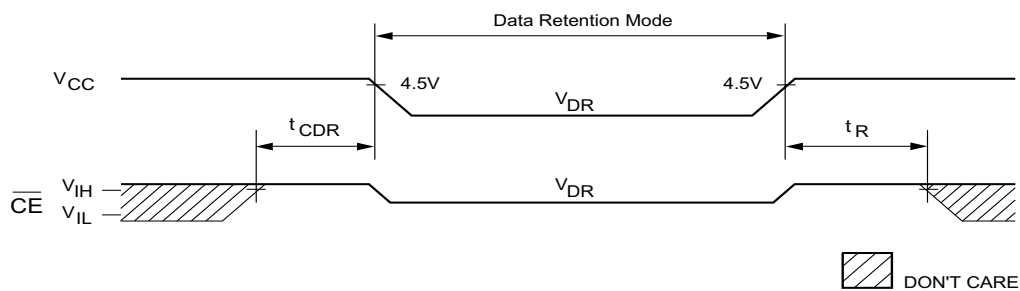 Data Retention Mode
VCC
4.5V
VDR
4.5V
tCDR
tR
VIH
VDR
CE
VIL
DON'T CARE